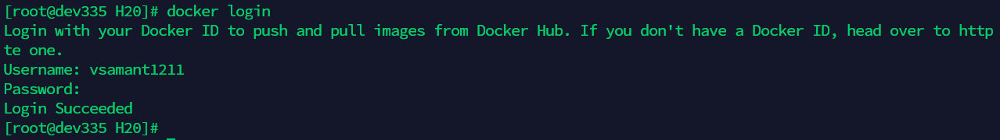 [root@dev335 H20]# docker login
Login with your Docker ID to push and pull images from Docker Hub. If you don't have a Docker ID, head over to http
te one.
Username: vsamant1211
Password:
Login Succeeded
[root@dev335 H20]#